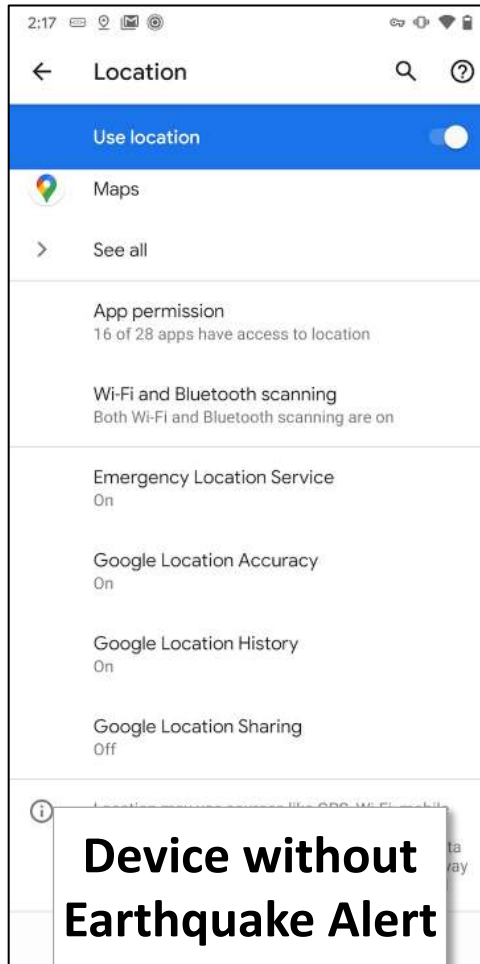 2:17
Location
Use location
Maps
See all
App permission
16 of 28 apps have access to location
Wi-Fi and Bluetooth scanning
Both Wi-Fi and Bluetooth scanning are on
Emergency Location Service
On
Google Location Accuracy
On
Google Location History
On
Google Location Sharing
Off
Device without
Earthquake Alert